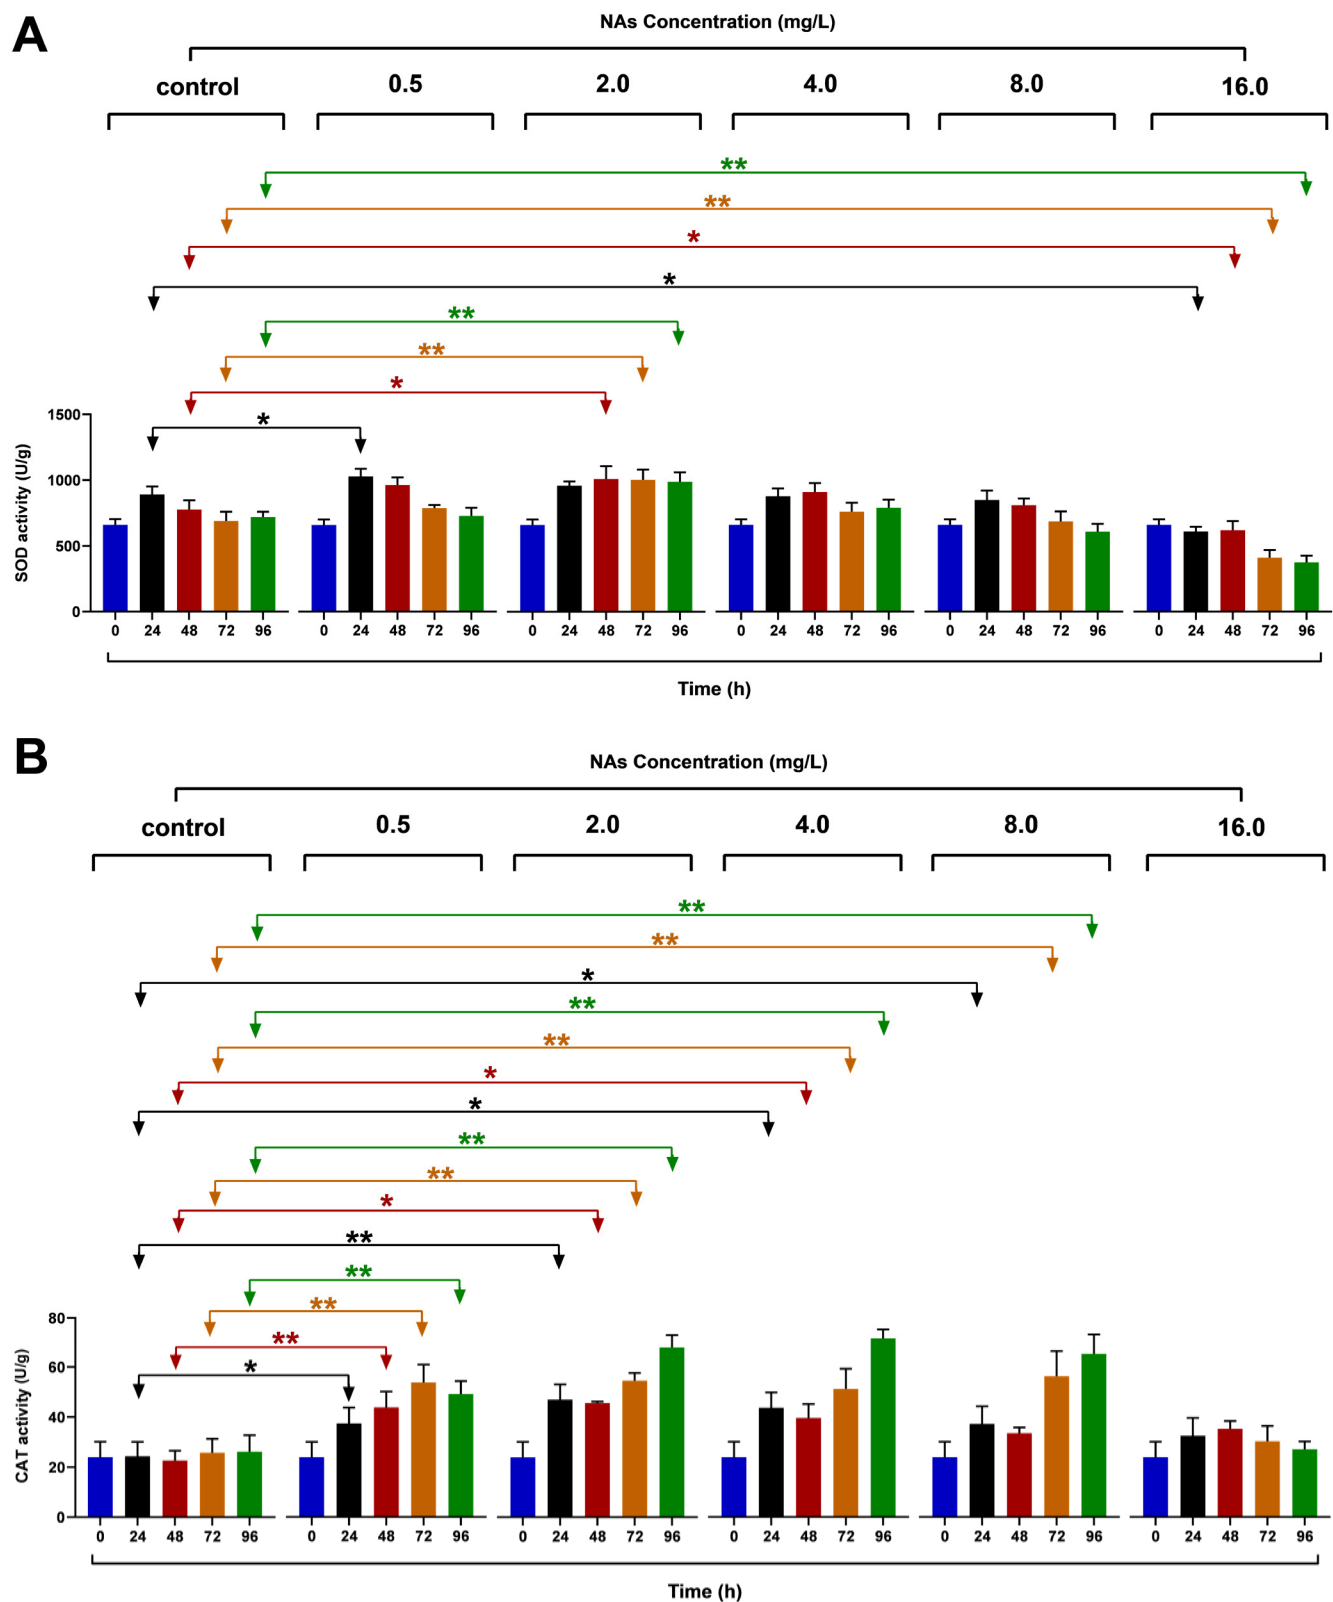 A
NAs Concentration (mg/L)
control 0.5 2.0 4.0 8.0 16.0
**
**
*
*
**
**
*
*
SOD activity (U/g)
1500
1000
500
0
0 24 48 72 96 0 24 48 72 96 0 24 48 72 96 0 24 48 72 96 0 24 48 72 96 0 24 48 72 96
Time (h)
B
NAs Concentration (mg/L)
control 0.5 2.0 4.0 8.0 16.0
**
**
*
**
**
*
*
**
**
*
**
**
**
**
*
CAT activity (U/g)
80
60
40
20
0
0 24 48 72 96 0 24 48 72 96 0 24 48 72 96 0 24 48 72 96 0 24 48 72 96 0 24 48 72 96
Time (h)